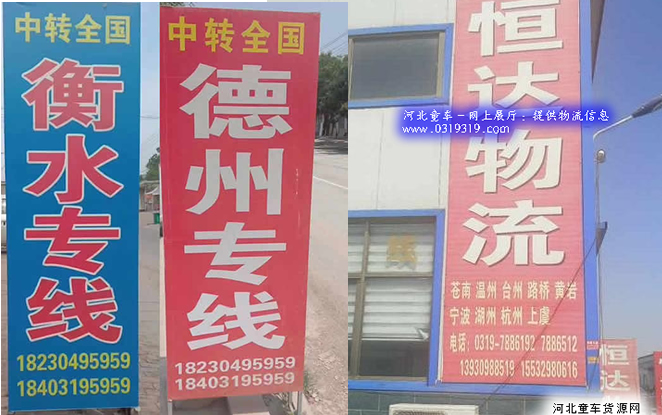 中转全国
衡水专线
18230495959
18403195959
中转全国
德州专线
18230495959
18403195959
恒达物流
河北童车－网上展厅：提供物流信息
www.0319319.com
苍南 温州 台州 路桥 黄岩
宁波 湖州 杭州 上虞
电话：0319-7886192 7886512
13930988519 15532980616
线
恒达
河北童车货源网